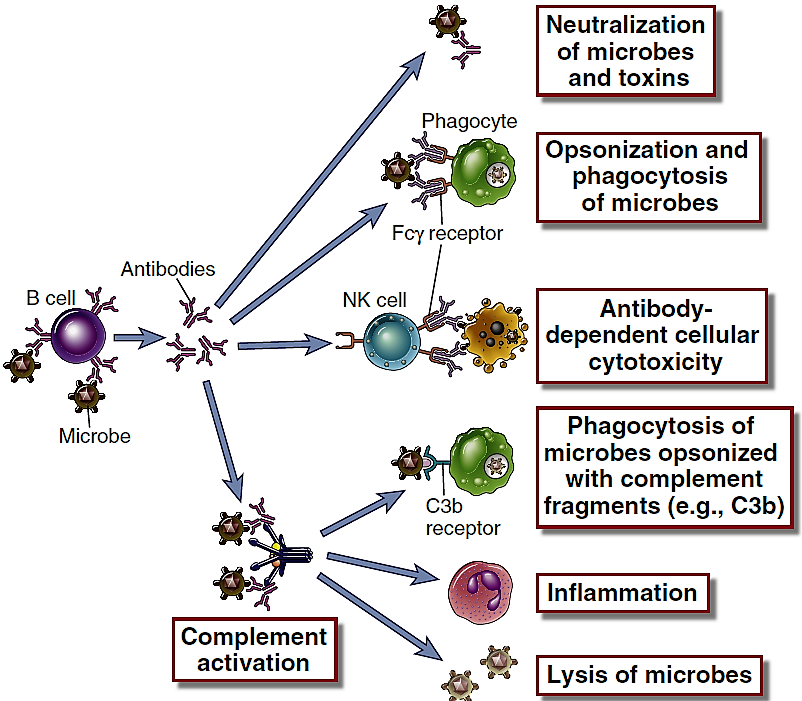 Neutralization
of microbes
and toxins
Phagocyte
Opsonization and
phagocytosis
of microbes
Fcγ receptor
Antibodies
B cell
NK cell
Antibody-
dependent cellular
cytotoxicity
Microbe
Phagocytosis of
microbes opsonized
with complement
fragments (e.g., C3b)
C3b
receptor
Inflammation
Complement
activation
Lysis of microbes